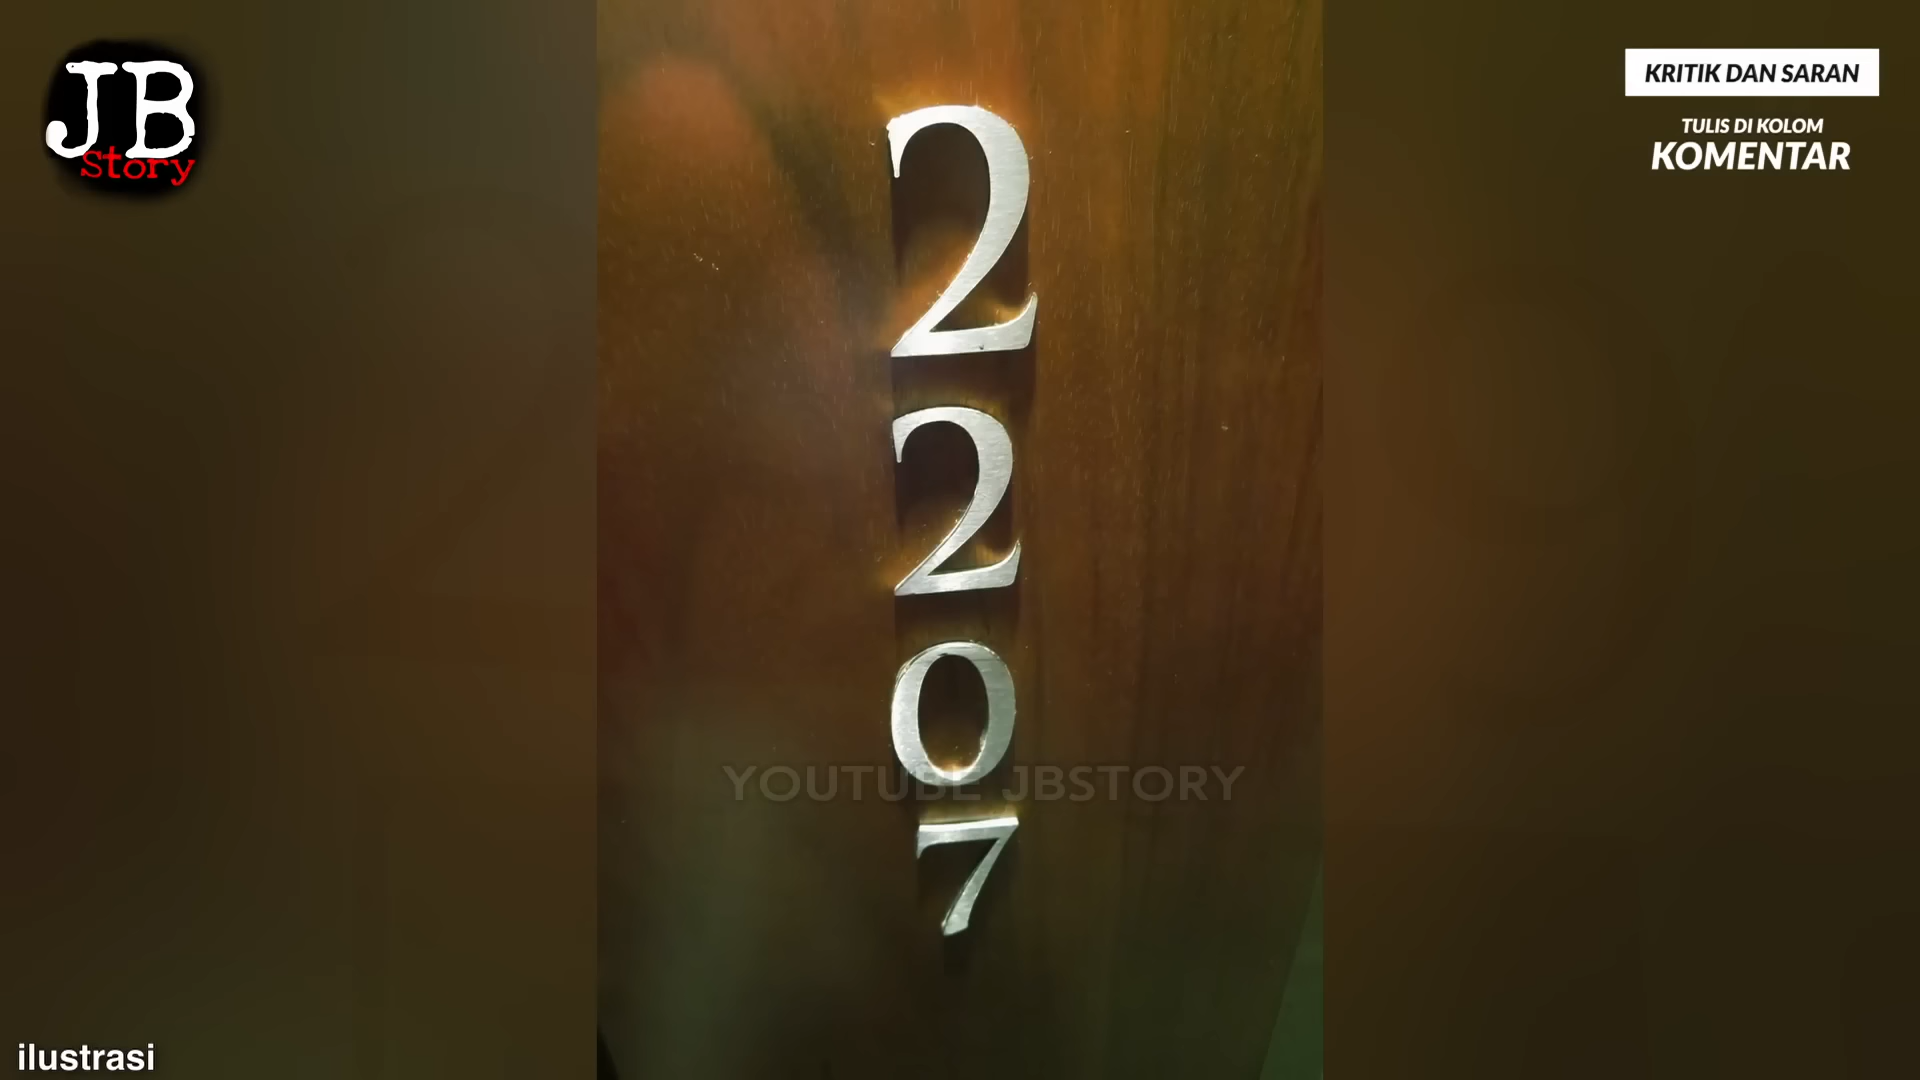 JB
Story
KRITIK DAN SARAN
TULIS DI KOLOM
KOMENTAR
2
2
0
7
YOUTUBE JBSTORY
ilustrasi